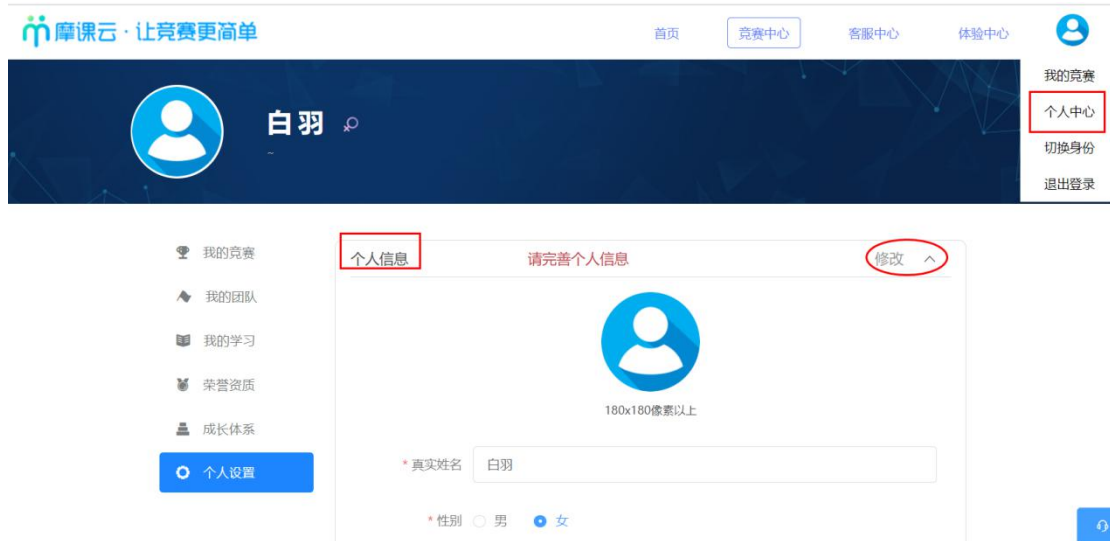 摩课云·让竞赛更简单
首页 竞赛中心 客服中心 体验中心
我的竞赛
个人中心
切换身份
退出登录
白羽
~
我的竞赛
我的团队
我的学习
荣誉资质
成长体系
个人设置
个人信息 请完善个人信息 修改
180x180像素以上
*真实姓名 白羽
*性别 男 女